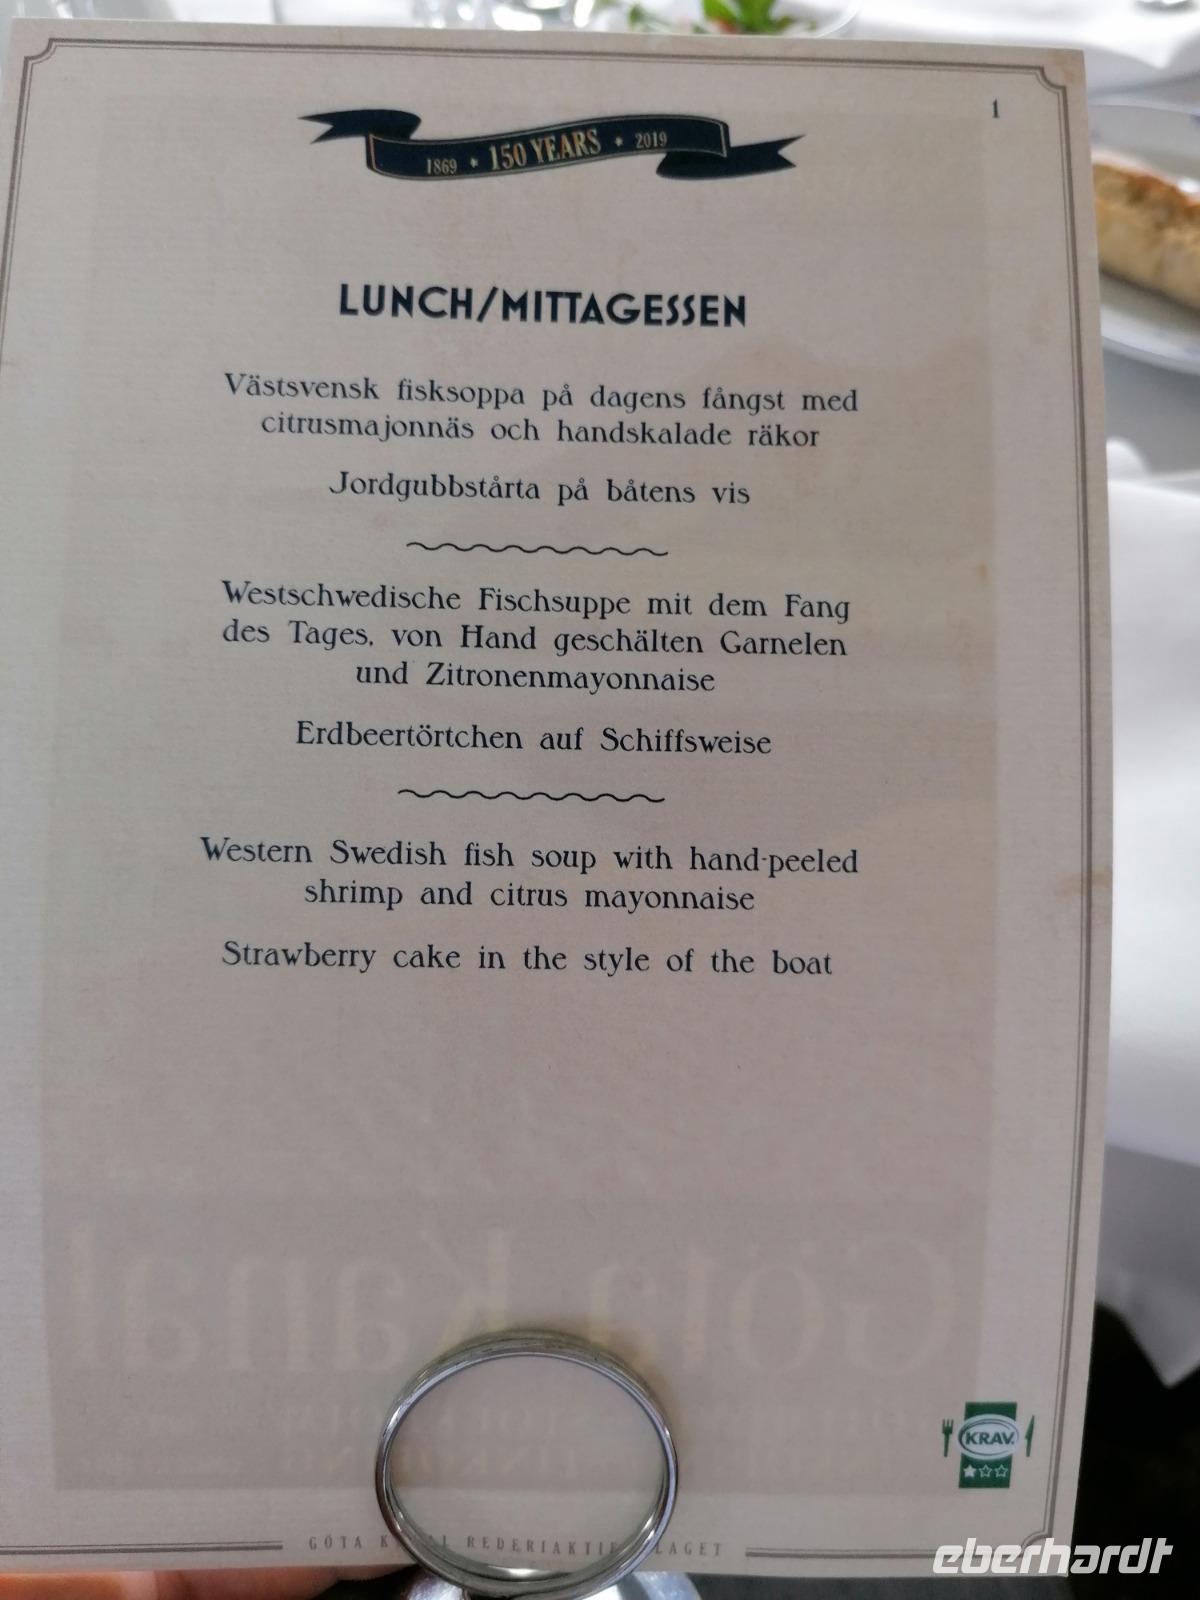 1
1869 * 150 YEARS * 2019
LUNCH/MITTAGESSEN
Västsvensk fisksoppa på dagens fångst med
citrusmajonnäs och handskalade räkor
Jordgubbstårta på båtens vis
Westschwedische Fischsuppe mit dem Fang
des Tages, von Hand geschälten Garnelen
und Zitronenmayonnaise
Erdbeertörtchen auf Schiffsweise
Western Swedish fish soup with hand-peeled
shrimp and citrus mayonnaise
Strawberry cake in the style of the boat
Göta Kanal
KRAV
GÖTA
eberhardt